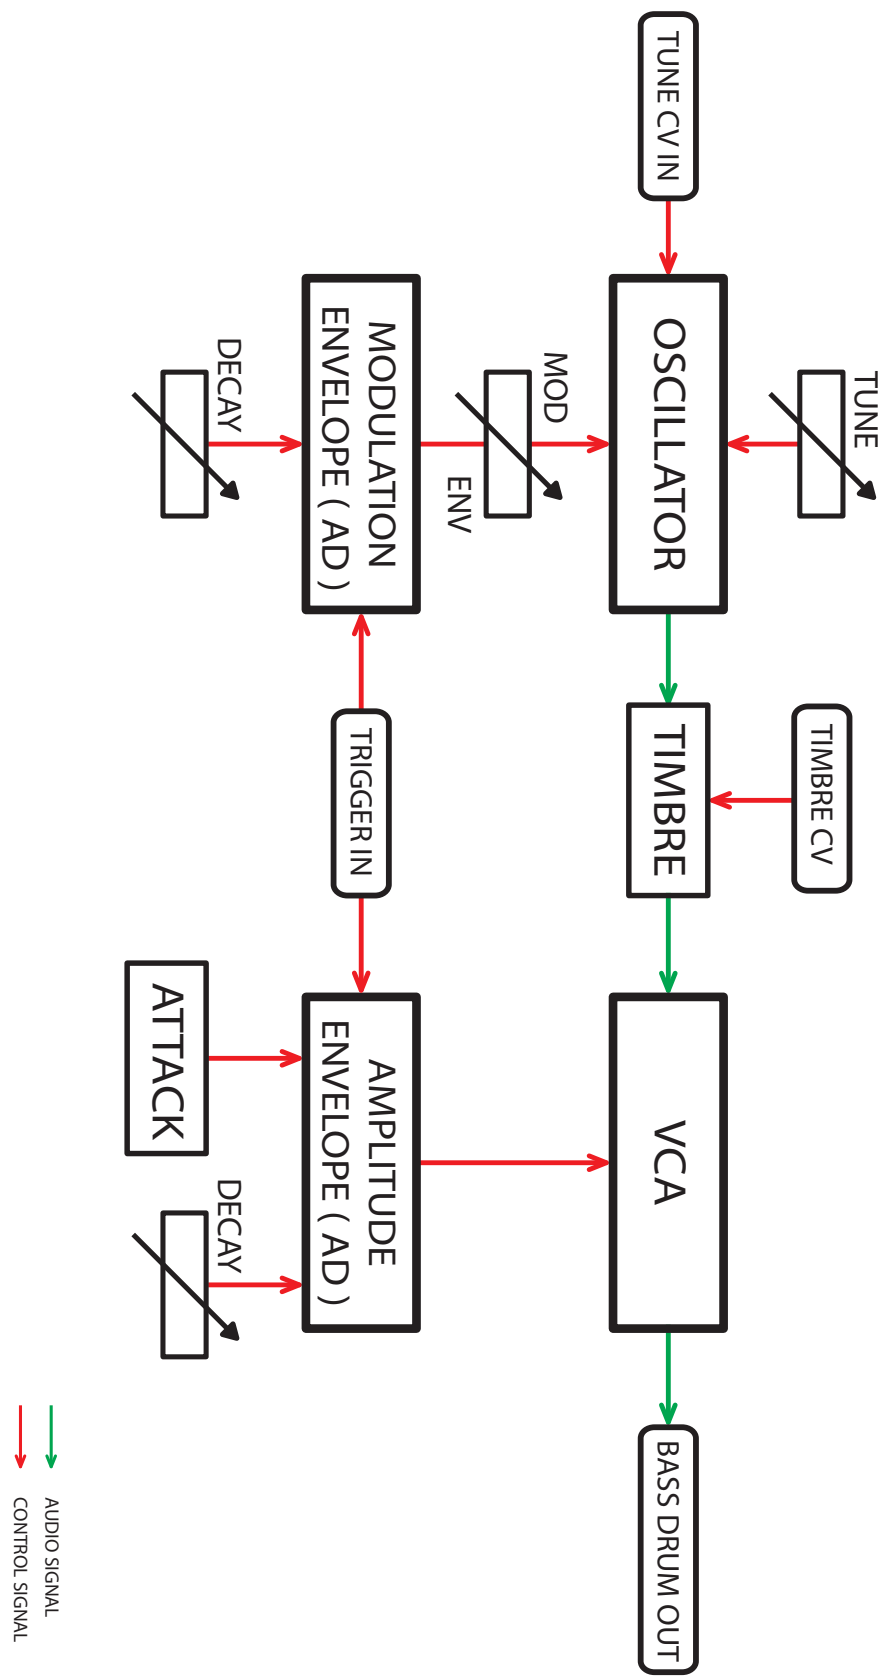 TUNE
TIMBRE CV
TUNE CV IN
OSCILLATOR
TIMBRE
VCA
BASS DRUM OUT
MOD
ENV
MODULATION
ENVELOPE ( AD )
TRIGGER IN
AMPLITUDE
ENVELOPE ( AD )
DECAY
ATTACK
DECAY
AUDIO SIGNAL
CONTROL SIGNAL